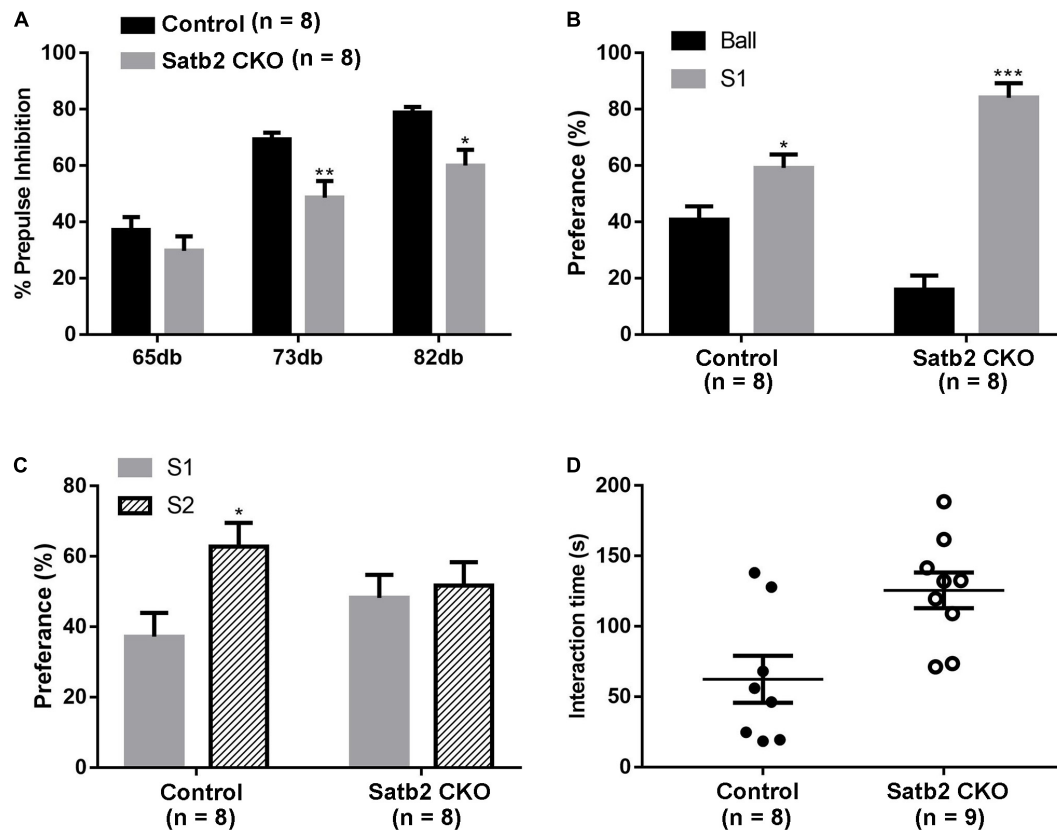 A
Control (n = 8)
Satb2 CKO (n = 8)
% Prepulse Inhibition
100
80
60
40
20
0
**
*
65db
73db
82db
B
Ball
S1
Preferance (%)
100
80
60
40
20
0
*
***
Control
(n = 8)
Satb2 CKO
(n = 8)
C
S1
S2
Preferance (%)
80
60
40
20
0
*
Control
(n = 8)
Satb2 CKO
(n = 8)
D
Interaction time (s)
200
150
100
50
0
Control
(n = 8)
Satb2 CKO
(n = 9)